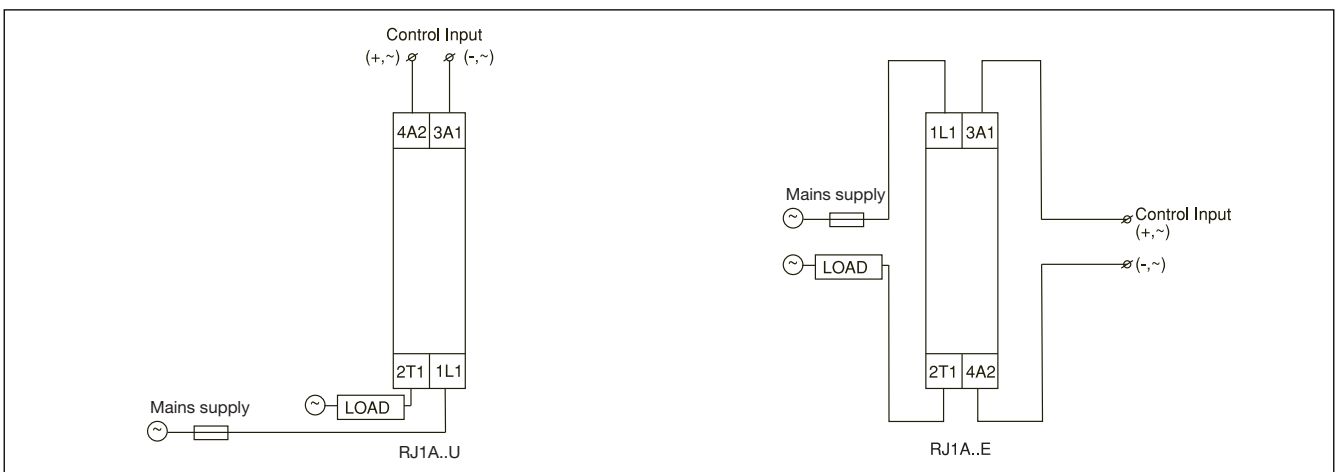 Control Input
(+,~) (-,~)
4A2 3A1
2T1 1L1
LOAD
Mains supply
RJ1A..U
1L1 3A1
Mains supply
Control Input
(+,~)
LOAD
(-,~)
2T1 4A2
RJ1A..E